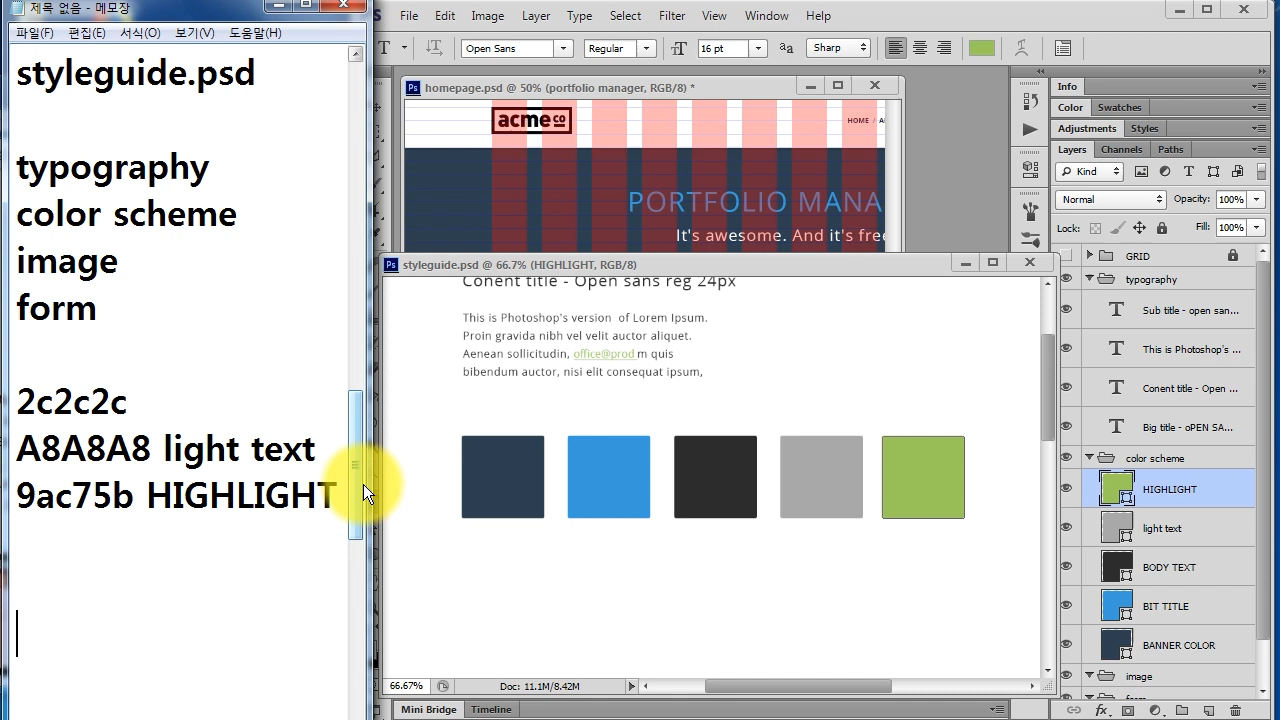 제목 없음 - 메모장
파일(F) 편집(E) 서식(O) 보기(V) 도움말(H)
styleguide.psd
typography
color scheme
image
form
2c2c2c
A8A8A8 light text
9ac75b HIGHLIGHT
File Edit Image Layer Type Select Filter View Window Help
T Open Sans Regular 16 pt Sharp
homepage.psd @ 50% (portfolio manager, RGB/8) *
acme co
HOME /
PORTFOLIO MANA
It's awesome. And it's free
styleguide.psd @ 66.7% (HIGHLIGHT, RGB/8)
Conent title - Open sans reg 24px
This is Photoshop's version of Lorem Ipsum.
Proin gravida nibh vel velit auctor aliquet.
Aenean sollicitudin, office@prod m quis
bibendum auctor, nisi elit consequat ipsum,
66.67% Doc: 11.1M/8.42M
Mini Bridge Timeline
Info
Color Swatches
Adjustments Styles
Layers Channels Paths
Kind
Normal Opacity: 100%
Lock: Fill: 100%
GRID
typography
Sub title - open san...
This is Photoshop's ...
Conent title - Open ...
Big title - oPEN SA...
color scheme
HIGHLIGHT
light text
BODY TEXT
BIT TITLE
BANNER COLOR
image